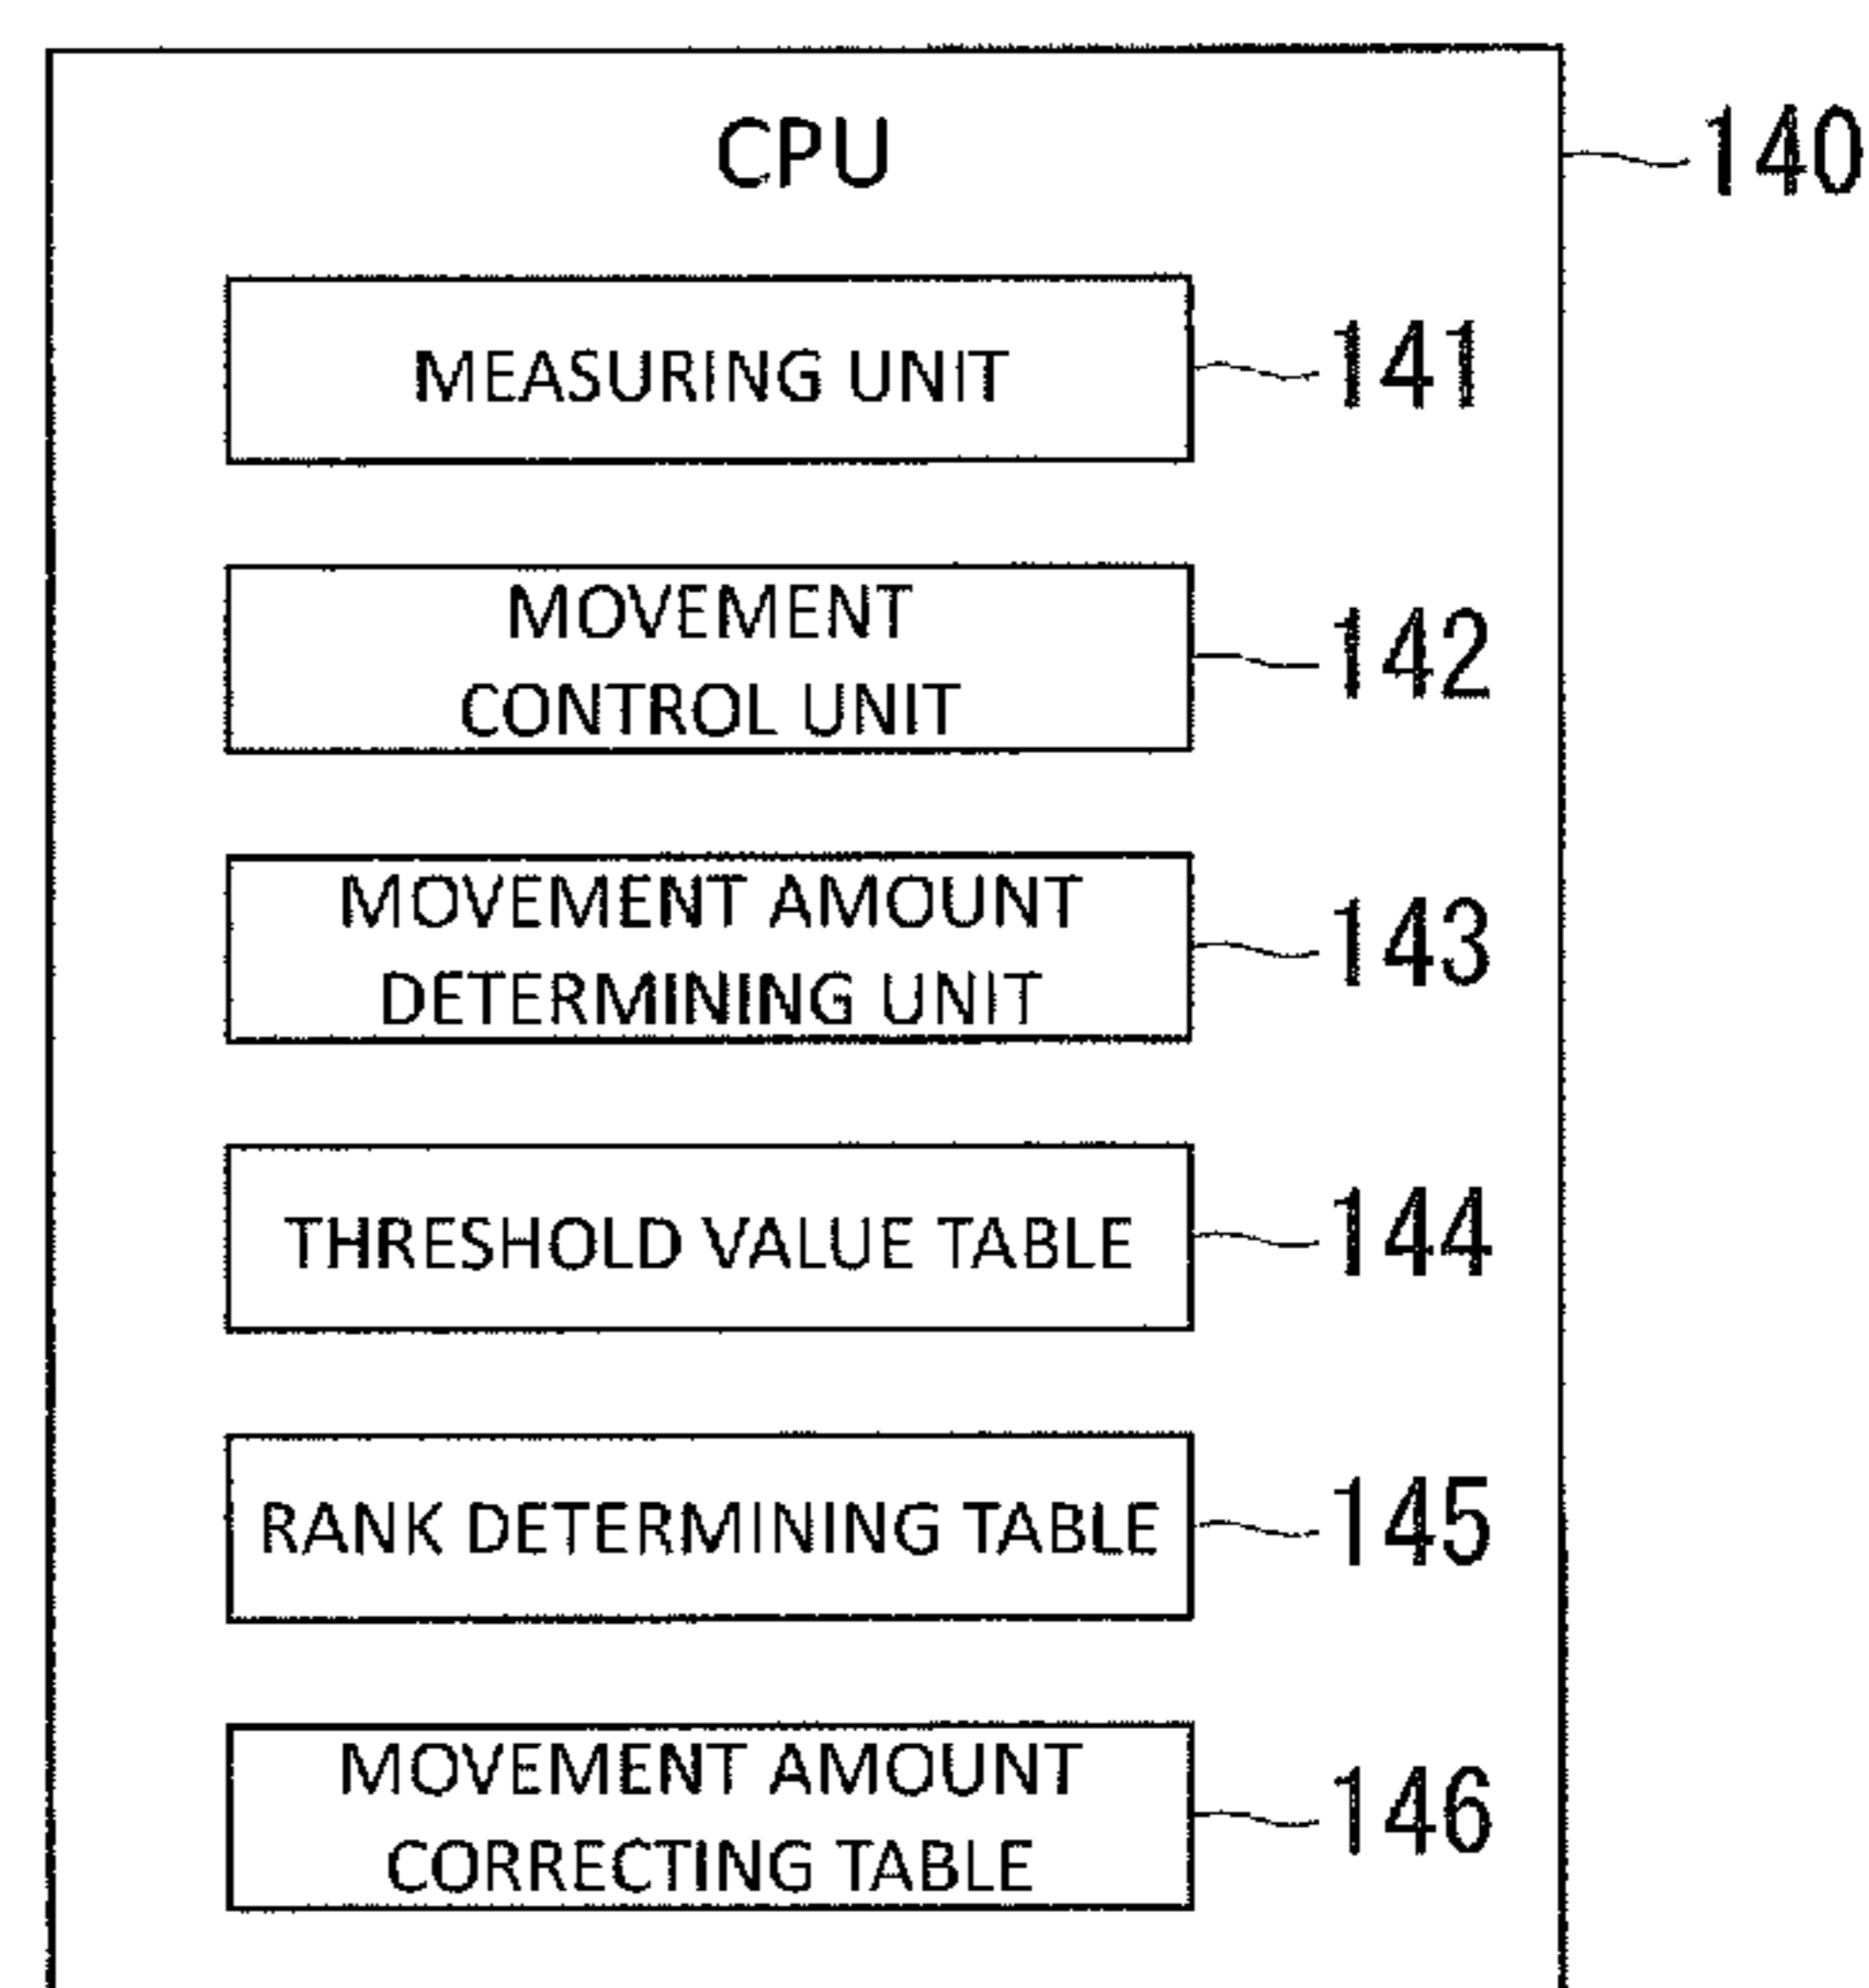 CPU
140
MEASURING UNIT
141
MOVEMENT
CONTROL UNIT
142
MOVEMENT AMOUNT
DETERMINING UNIT
143
THRESHOLD VALUE TABLE
144
RANK DETERMINING TABLE
145
MOVEMENT AMOUNT
CORRECTING TABLE
146